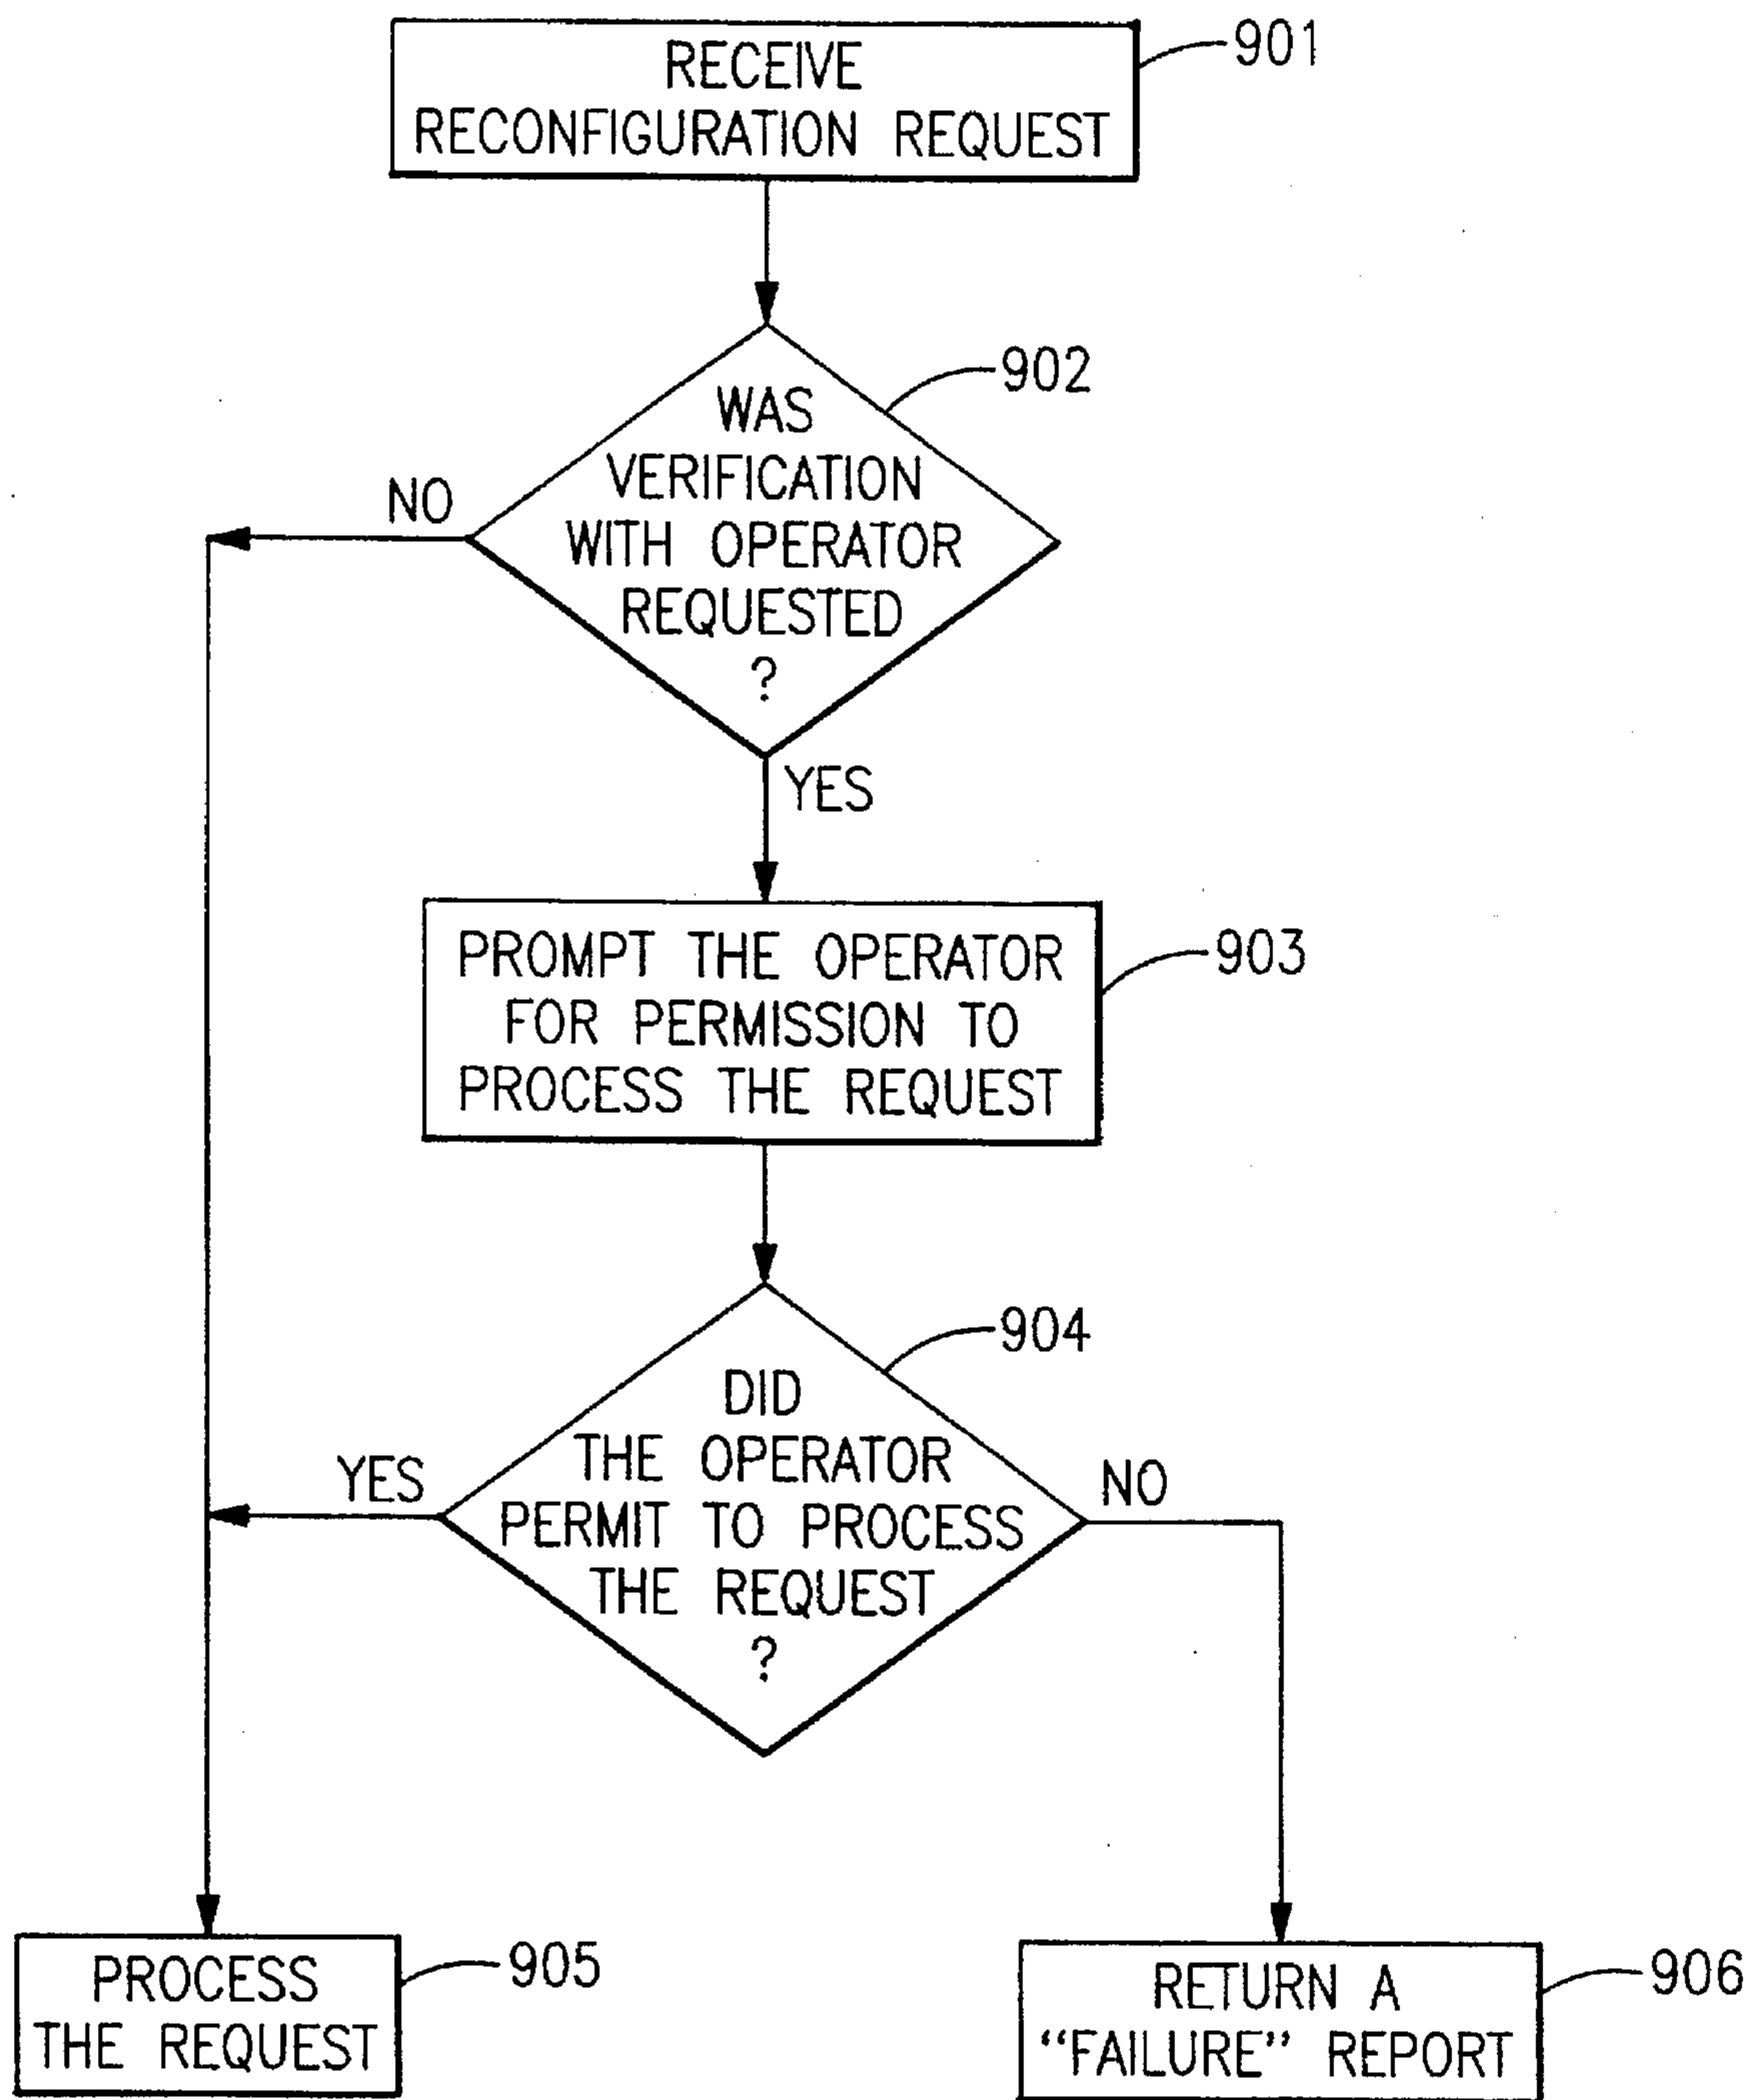 RECEIVE
RECONFIGURATION REQUEST
901
902
WAS
VERIFICATION
WITH OPERATOR
REQUESTED
?
NO
YES
PROMPT THE OPERATOR
FOR PERMISSION TO
PROCESS THE REQUEST
903
904
DID
THE OPERATOR
PERMIT TO PROCESS
THE REQUEST
?
YES
NO
PROCESS
THE REQUEST
905
RETURN A
“FAILURE” REPORT
906